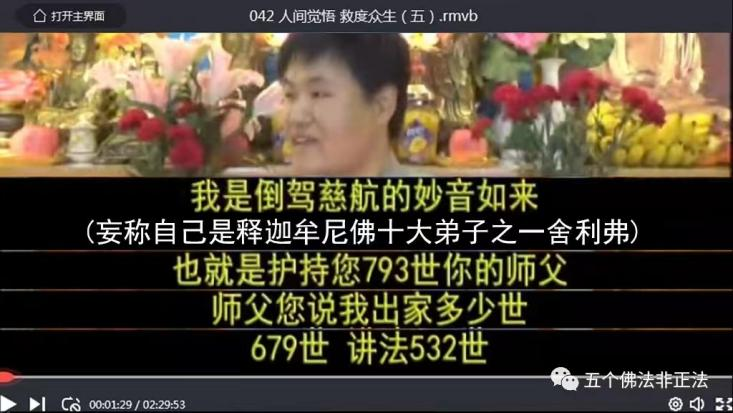 打开主界面
042 人间觉悟 救度众生（五）.rmvb
我是倒驾慈航的妙音如来
(妄称自己是释迦牟尼佛十大弟子之一舍利弗)
也就是护持您793世你的师父
师父您说我出家多少世
679世 讲法532世
五个佛法非正法
00:01:29 / 02:29:53